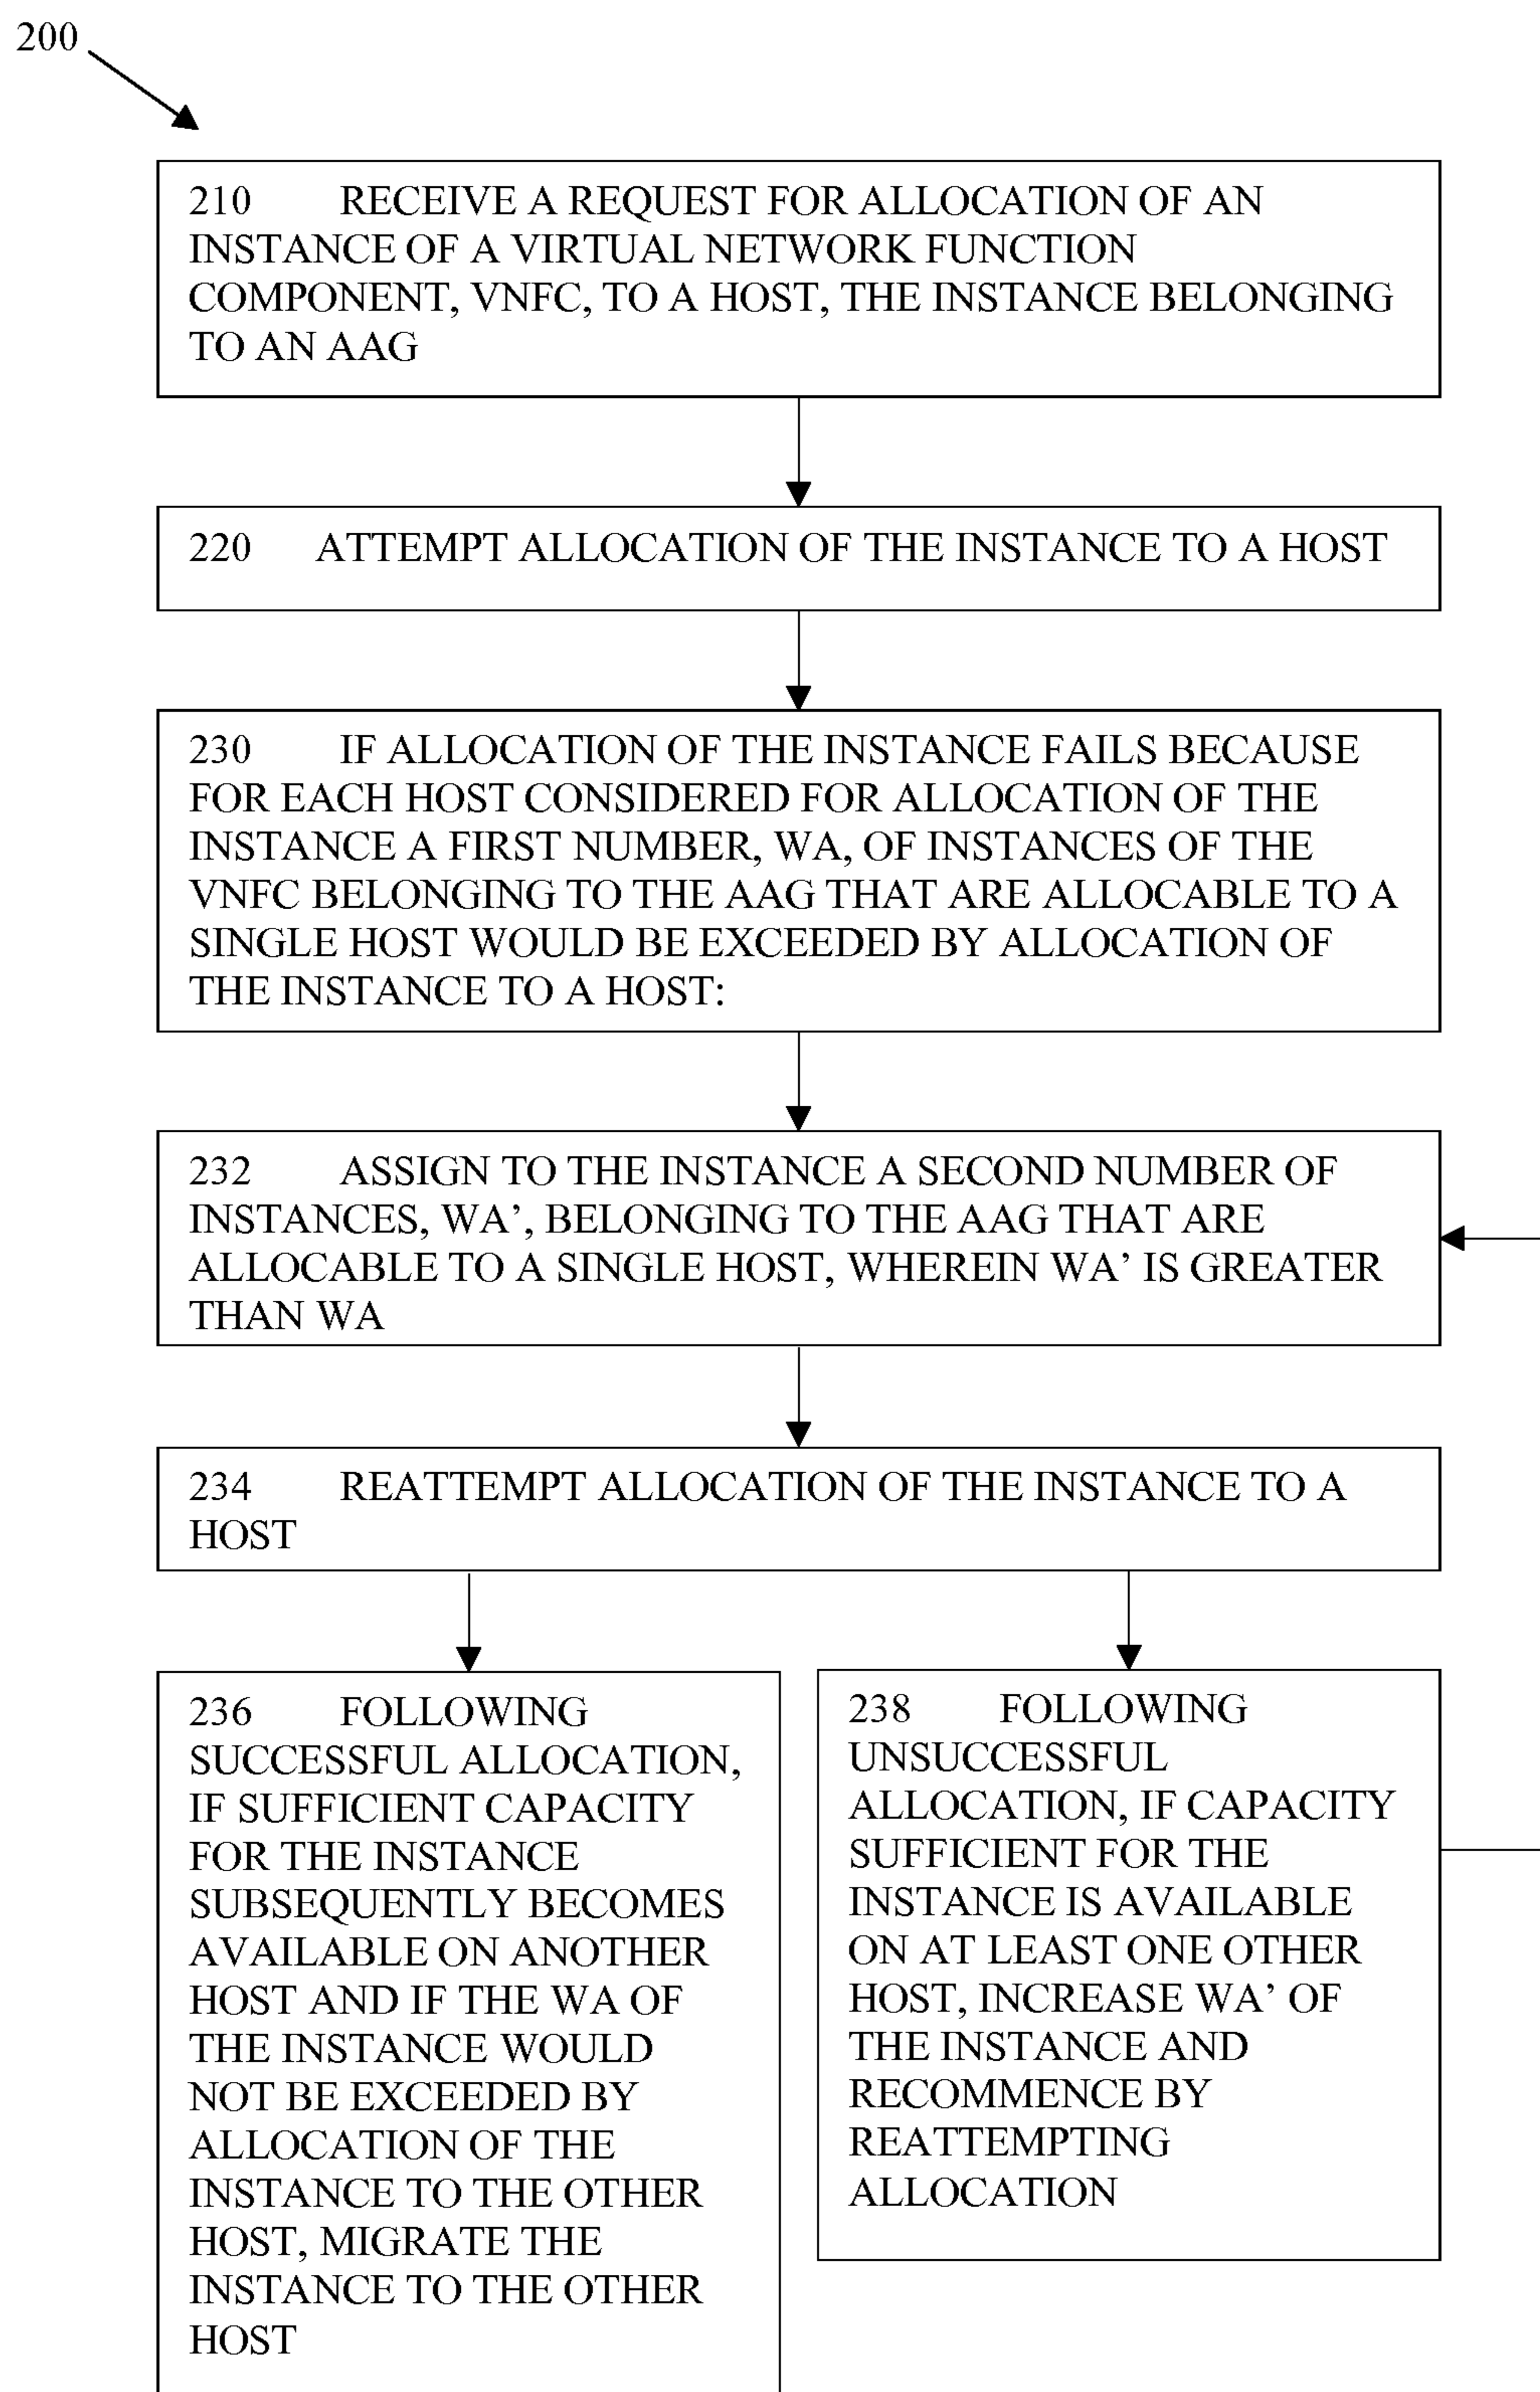 200
210 RECEIVE A REQUEST FOR ALLOCATION OF AN
INSTANCE OF A VIRTUAL NETWORK FUNCTION
COMPONENT, VNFC, TO A HOST, THE INSTANCE BELONGING
TO AN AAG
220 ATTEMPT ALLOCATION OF THE INSTANCE TO A HOST
230 IF ALLOCATION OF THE INSTANCE FAILS BECAUSE
FOR EACH HOST CONSIDERED FOR ALLOCATION OF THE
INSTANCE A FIRST NUMBER, WA, OF INSTANCES OF THE
VNFC BELONGING TO THE AAG THAT ARE ALLOCABLE TO A
SINGLE HOST WOULD BE EXCEEDED BY ALLOCATION OF
THE INSTANCE TO A HOST:
232 ASSIGN TO THE INSTANCE A SECOND NUMBER OF
INSTANCES, WA’, BELONGING TO THE AAG THAT ARE
ALLOCABLE TO A SINGLE HOST, WHEREIN WA’ IS GREATER
THAN WA
234 REATTEMPT ALLOCATION OF THE INSTANCE TO A
HOST
236 FOLLOWING
SUCCESSFUL ALLOCATION,
IF SUFFICIENT CAPACITY
FOR THE INSTANCE
SUBSEQUENTLY BECOMES
AVAILABLE ON ANOTHER
HOST AND IF THE WA OF
THE INSTANCE WOULD
NOT BE EXCEEDED BY
ALLOCATION OF THE
INSTANCE TO THE OTHER
HOST, MIGRATE THE
INSTANCE TO THE OTHER
HOST
238 FOLLOWING
UNSUCCESSFUL
ALLOCATION, IF CAPACITY
SUFFICIENT FOR THE
INSTANCE IS AVAILABLE
ON AT LEAST ONE OTHER
HOST, INCREASE WA’ OF
THE INSTANCE AND
RECOMMENCE BY
REATTEMPTING
ALLOCATION